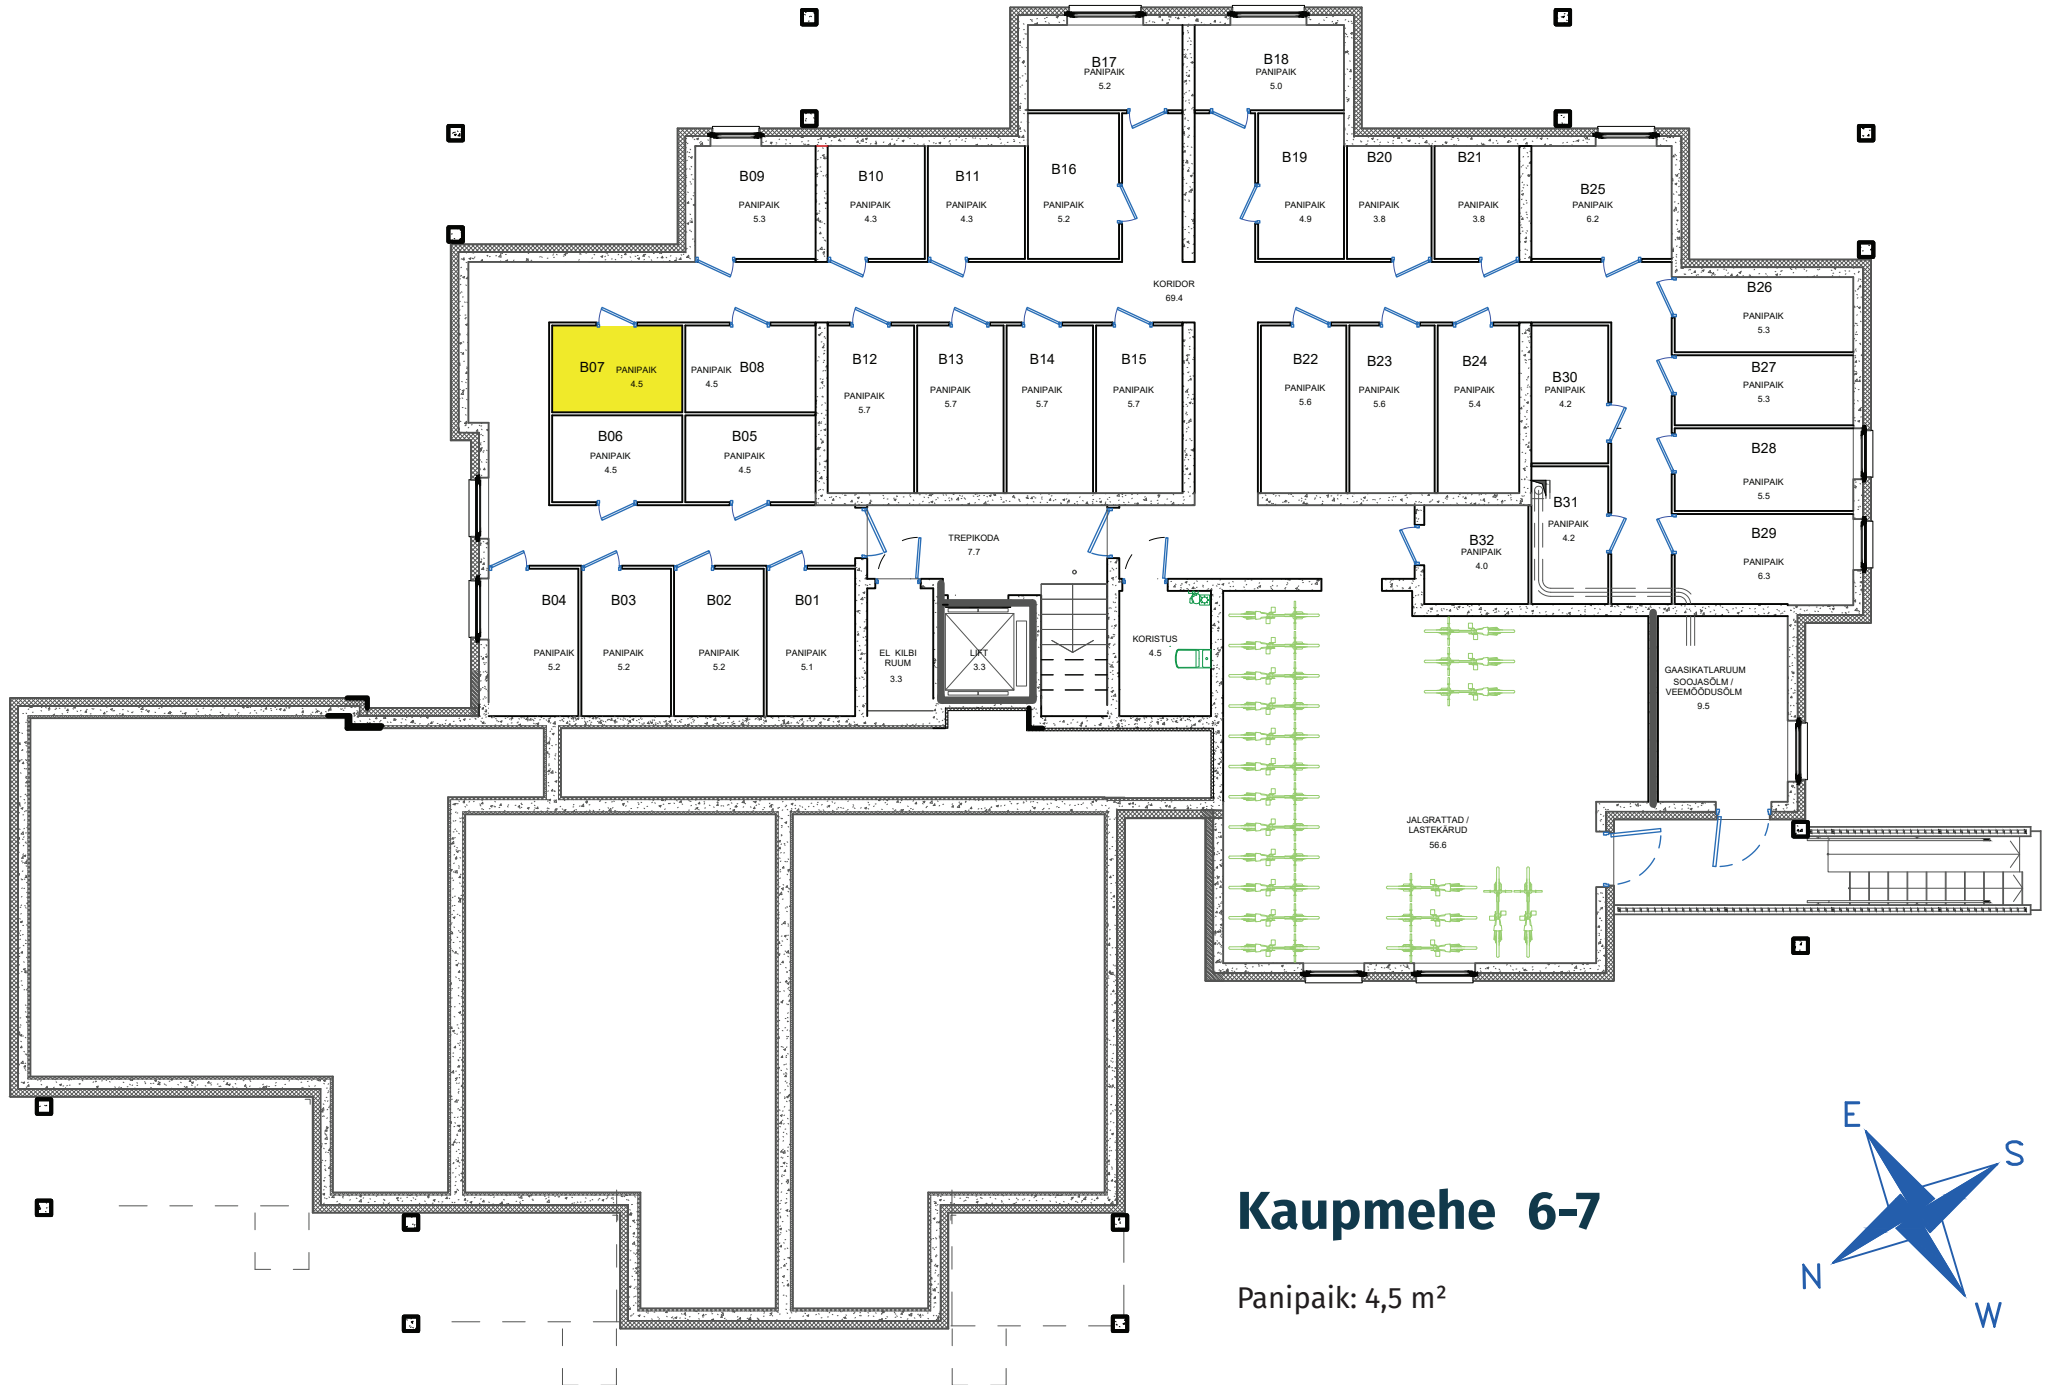 B17
PANIPAIK
5.2
B18
PANIPAIK
5.0
B09
PANIPAIK
5.3
B10
PANIPAIK
4.3
B11
PANIPAIK
4.3
B16
PANIPAIK
5.2
B19
PANIPAIK
4.9
B20
PANIPAIK
3.8
B21
PANIPAIK
3.8
B25
PANIPAIK
6.2
KORIDOR
69.4
B26
PANIPAIK
5.3
B07 PANIPAIK
4.5
PANIPAIK B08
4.5
B12
PANIPAIK
5.7
B13
PANIPAIK
5.7
B14
PANIPAIK
5.7
B15
PANIPAIK
5.7
B22
PANIPAIK
5.6
B23
PANIPAIK
5.6
B24
PANIPAIK
5.4
B30
PANIPAIK
4.2
B27
PANIPAIK
5.3
B06
PANIPAIK
4.5
B05
PANIPAIK
4.5
B28
PANIPAIK
5.5
B31
PANIPAIK
4.2
B29
PANIPAIK
6.3
TREPIKODA
7.7
B32
PANIPAIK
4.0
B04
PANIPAIK
5.2
B03
PANIPAIK
5.2
B02
PANIPAIK
5.2
B01
PANIPAIK
5.1
EL KILBI
RUUM
3.3
LIFT
3.3
KORISTUS
4.5
GAASIKATLARUUM
SOOJASÕLM /
VEEMÕÕDUSÕLM
9.5
JALGRATTAD /
LASTEKÄRUD
56.6
E
S
N
W
Kaupmehe 6-7
Panipaik: 4,5 m²